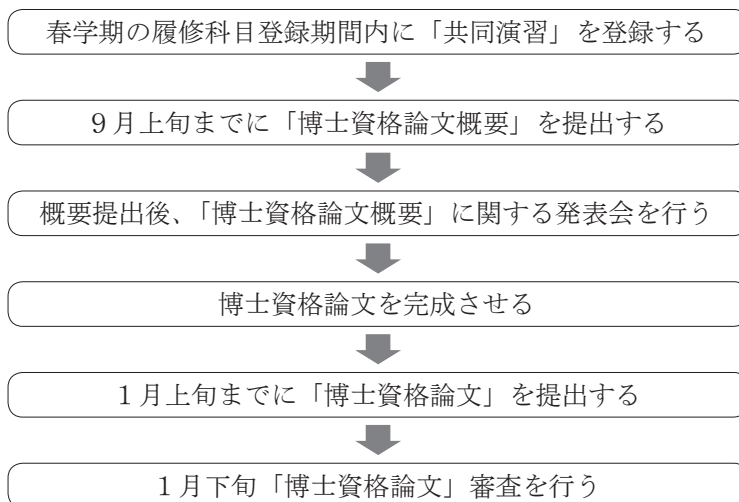 春学期の履修科目登録期間内に「共同演習」を登録する
9月上旬までに「博士資格論文概要」を提出する
概要提出後、「博士資格論文概要」に関する発表会を行う
博士資格論文を完成させる
1月上旬までに「博士資格論文」を提出する
1月下旬「博士資格論文」審査を行う